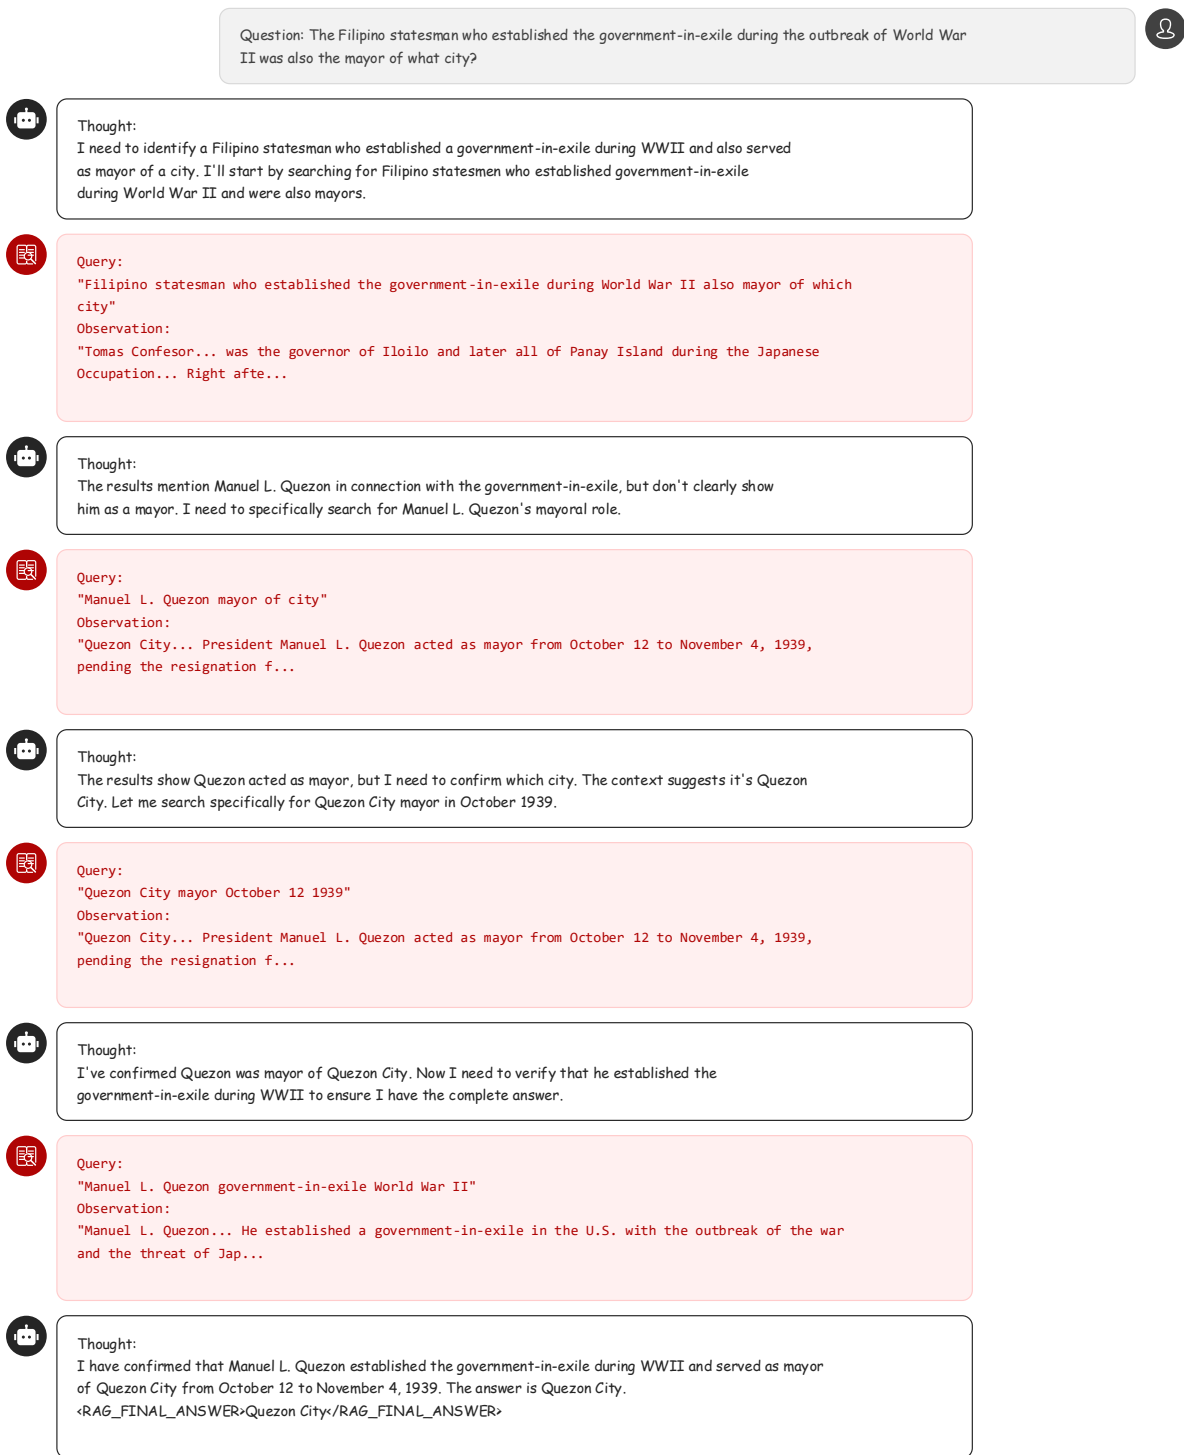 Question: The Filipino statesman who established the government-in-exile during the outbreak of World War
II was also the mayor of what city?
Thought:
I need to identify a Filipino statesman who established a government-in-exile during WWII and also served
as mayor of a city. I'll start by searching for Filipino statesmen who established government-in-exile
during World War II and were also mayors.
Query:
"Filipino statesman who established the government-in-exile during World War II also mayor of which
city"
Observation:
"Tomas Confesor... was the governor of Iloilo and later all of Panay Island during the Japanese
Occupation... Right afte...
Thought:
The results mention Manuel L. Quezon in connection with the government-in-exile, but don't clearly show
him as a mayor. I need to specifically search for Manuel L. Quezon's mayoral role.
Query:
"Manuel L. Quezon mayor of city"
Observation:
"Quezon City... President Manuel L. Quezon acted as mayor from October 12 to November 4, 1939,
pending the resignation f...
Thought:
The results show Quezon acted as mayor, but I need to confirm which city. The context suggests it's Quezon
City. Let me search specifically for Quezon City mayor in October 1939.
Query:
"Quezon City mayor October 12 1939"
Observation:
"Quezon City... President Manuel L. Quezon acted as mayor from October 12 to November 4, 1939,
pending the resignation f...
Thought:
I've confirmed Quezon was mayor of Quezon City. Now I need to verify that he established the
government-in-exile during WWII to ensure I have the complete answer.
Query:
"Manuel L. Quezon government-in-exile World War II"
Observation:
"Manuel L. Quezon... He established a government-in-exile in the U.S. with the outbreak of the war
and the threat of Jap...
Thought:
I have confirmed that Manuel L. Quezon established the government-in-exile during WWII and served as mayor
of Quezon City from October 12 to November 4, 1939. The answer is Quezon City.
<RAG_FINAL_ANSWER>Quezon City</RAG_FINAL_ANSWER>